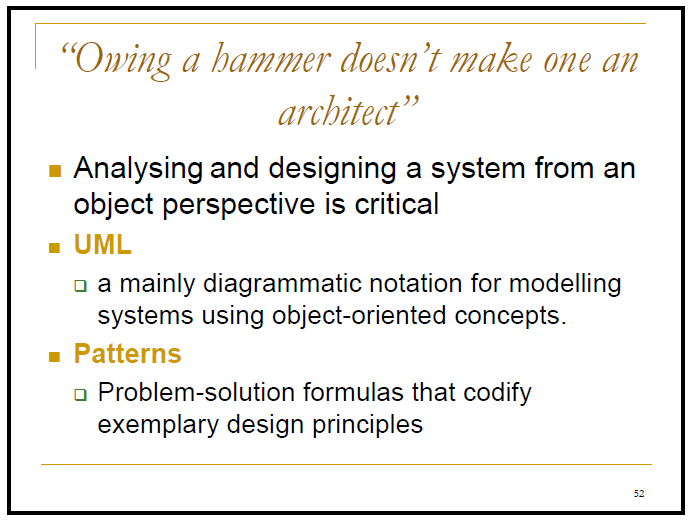 “Owing a hammer doesn’t make one an
architect”
Analysing and designing a system from an
object perspective is critical
UML
a mainly diagrammatic notation for modelling
systems using object-oriented concepts.
Patterns
Problem-solution formulas that codify
exemplary design principles
52